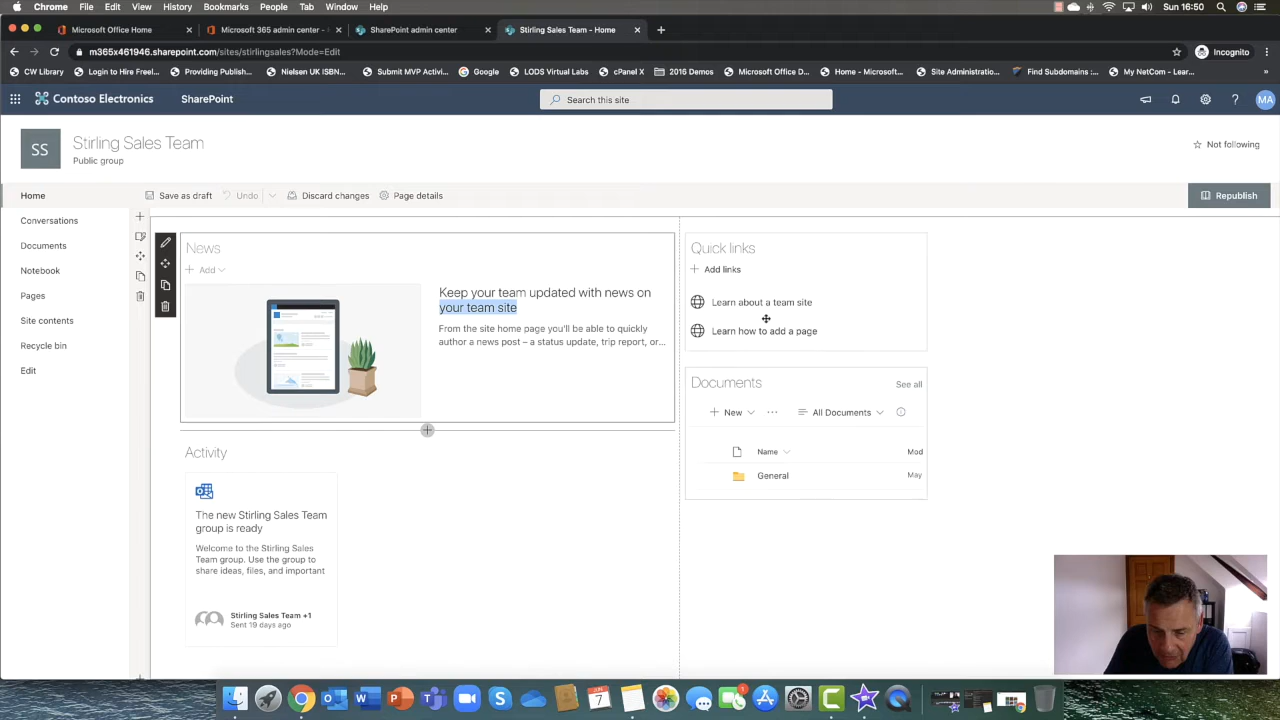 Chrome File Edit View History Bookmarks People Tab Window Help
Sun 16:50
Microsoft Office Home
Microsoft 365 admin center -
SharePoint admin center
Stirling Sales Team - Home
m365x461946.sharepoint.com/sites/stirlingsales?Mode=Edit
Incognito
CW Library
Login to Hire Freel...
Providing Publish...
Nielsen UK ISBN...
Submit MVP Activi...
Google
LODS Virtual Labs
cPanel X
2016 Demos
Microsoft Office D...
Home - Microsoft...
Site Administratio...
Find Subdomains :...
My NetCom - Lear...
»
Contoso Electronics
SharePoint
Search this site
MA
SS
Stirling Sales Team
Public group
Not following
Home
Save as draft
Undo
Discard changes
Page details
Republish
Conversations
Documents
Notebook
Pages
Site contents
Recycle bin
Edit
News
Add
Keep your team updated with news on
your team site
From the site home page you'll be able to quickly
author a news post – a status update, trip report, or...
Quick links
Add links
Learn about a team site
Learn how to add a page
Documents
See all
New
All Documents
Name
Mod
General
May
Activity
The new Stirling Sales Team
group is ready
Welcome to the Stirling Sales
Team group. Use the group to
share ideas, files, and important
Stirling Sales Team +1
Sent 19 days ago
JUN
7
1